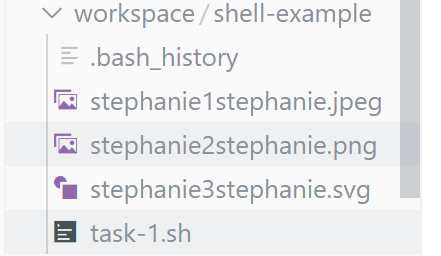 workspace / shell-example
.bash_history
stephanie1stephanie.jpeg
stephanie2stephanie.png
stephanie3stephanie.svg
task-1.sh